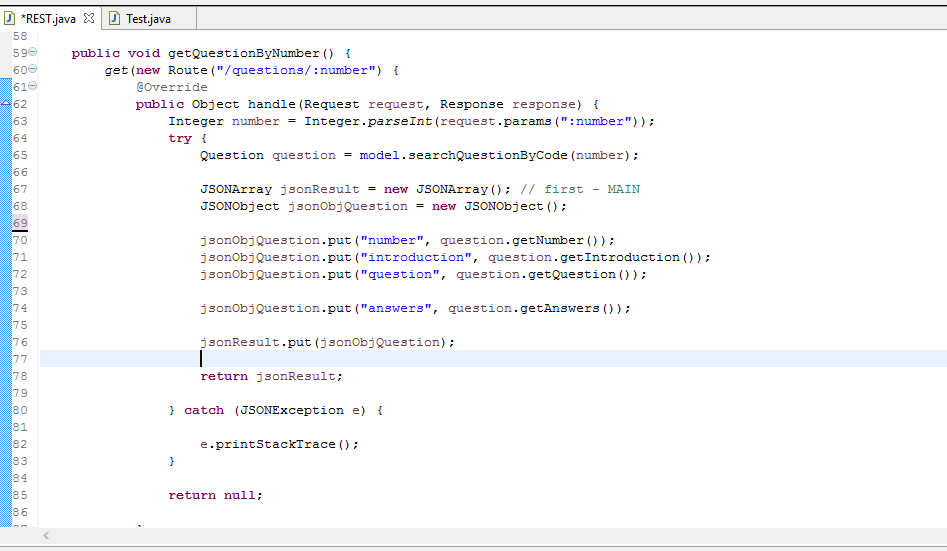 *REST.java Test.java
58
59 public void getQuestionByNumber() {
60 get(new Route("/questions/:number") {
61 @Override
62 public Object handle(Request request, Response response) {
63 Integer number = Integer.parseInt(request.params(":number"));
64 try {
65 Question question = model.searchQuestionByCode(number);
66
67 JSONArray jsonResult = new JSONArray(); // first - MAIN
68 JSONObject jsonObjQuestion = new JSONObject();
69
70 jsonObjQuestion.put("number", question.getNumber());
71 jsonObjQuestion.put("introduction", question.getIntroduction());
72 jsonObjQuestion.put("question", question.getQuestion());
73
74 jsonObjQuestion.put("answers", question.getAnswers());
75
76 jsonResult.put(jsonObjQuestion);
77
78 return jsonResult;
79
80 } catch (JSONException e) {
81
82 e.printStackTrace();
83 }
84
85 return null;
86